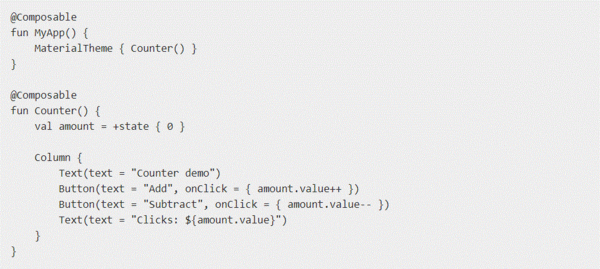 @Composable
fun MyApp() {
    MaterialTheme { Counter() }
}

@Composable
fun Counter() {
    val amount = +state { 0 }

    Column {
        Text(text = "Counter demo")
        Button(text = "Add", onClick = { amount.value++ })
        Button(text = "Subtract", onClick = { amount.value-- })
        Text(text = "Clicks: ${amount.value}")
    }
}